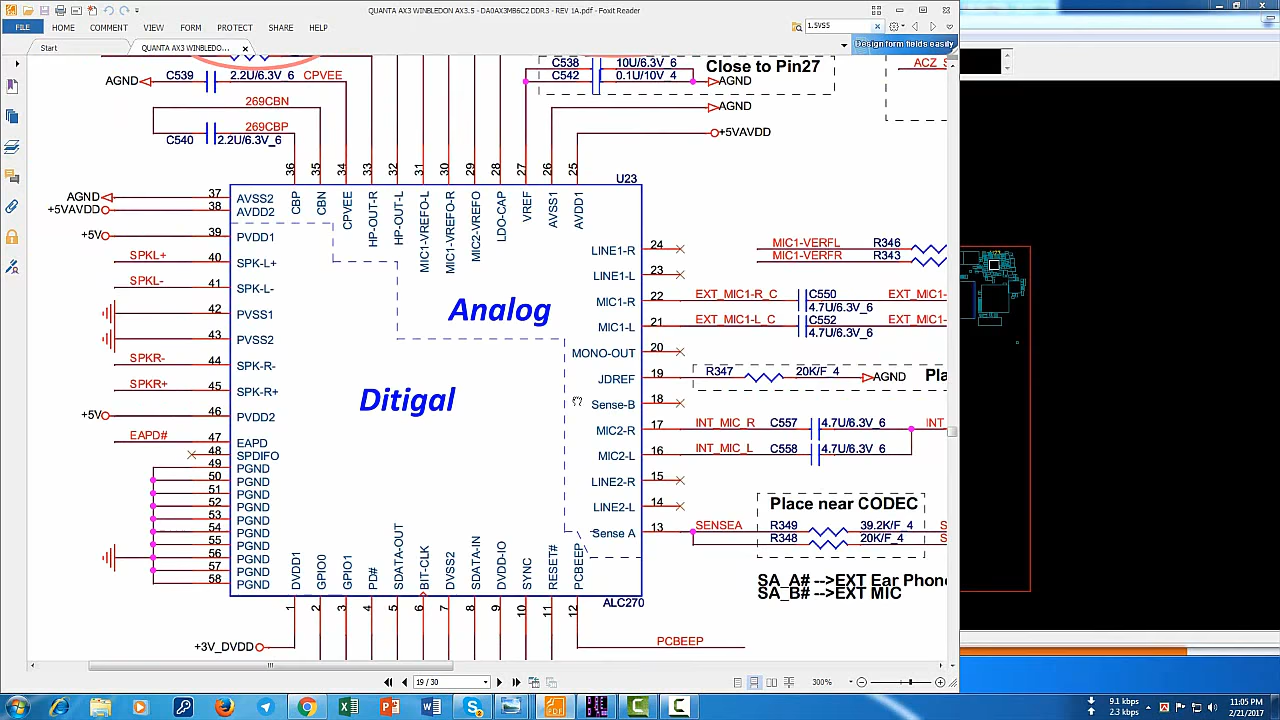 QUANTA AX3 WINBLEDON AX3.5 - DA0AX3MB6C2 DDR3 - REV 1A.pdf - Foxit Reader
FILE
HOME
COMMENT
VIEW
FORM
PROTECT
SHARE
HELP
1.5VSS
Start
QUANTA AX3 WINBLEDO...
Design form fields easily
C539
2.2U/6.3V_6
CPVEE
AGND
C538
10U/6.3V_6
C542
0.1U/10V_4
Close to Pin27
AGND
ACZ_S
269CBN
AGND
269CBP
C540
2.2U/6.3V_6
+5VAVDD
36
35
34
33
32
31
30
29
28
27
26
25
U23
AGND
37
AVSS2
+5VAVDD
38
AVDD2
+5V
39
PVDD1
SPKL+
40
SPK-L+
SPKL-
41
SPK-L-
42
PVSS1
43
PVSS2
SPKR-
44
SPK-R-
SPKR+
45
SPK-R+
+5V
46
PVDD2
EAPD#
47
EAPD
48
SPDIFO
49
PGND
50
PGND
51
PGND
52
PGND
53
PGND
54
PGND
55
PGND
56
PGND
57
PGND
58
PGND
CBP
CBN
CPVEE
HP-OUT-R
HP-OUT-L
MIC1-VREFO-L
MIC1-VREFO-R
MIC2-VREFO
LDO-CAP
VREF
AVSS1
AVDD1
Analog
Ditigal
LINE1-R
24
LINE1-L
23
MIC1-R
22
MIC1-L
21
MONO-OUT
20
JDREF
19
Sense-B
18
MIC2-R
17
MIC2-L
16
LINE2-R
15
LINE2-L
14
Sense A
13
MIC1-VERFL
R346
MIC1-VERFR
R343
EXT_MIC1-R_C
C550
EXT_MIC1-
4.7U/6.3V_6
EXT_MIC1-L_C
C552
EXT_MIC1-
4.7U/6.3V_6
R347
20K/F_4
AGND
Pla
INT_MIC_R
C557
4.7U/6.3V_6
INT
INT_MIC_L
C558
4.7U/6.3V_6
Place near CODEC
SENSEA
R349
39.2K/F_4
R348
20K/F_4
SA_A# -->EXT Ear Phone
SA_B# -->EXT MIC
DVDD1
GPIO0
GPIO1
PD#
SDATA-OUT
BIT-CLK
DVSS2
SDATA-IN
DVDD-IO
SYNC
RESET#
PCBEEP
ALC270
1
2
3
4
5
6
7
8
9
10
11
12
+3V_DVDD
PCBEEP
19 / 30
300%
9.1 kbps
2.3 kbps
11:05 PM
2/21/2017